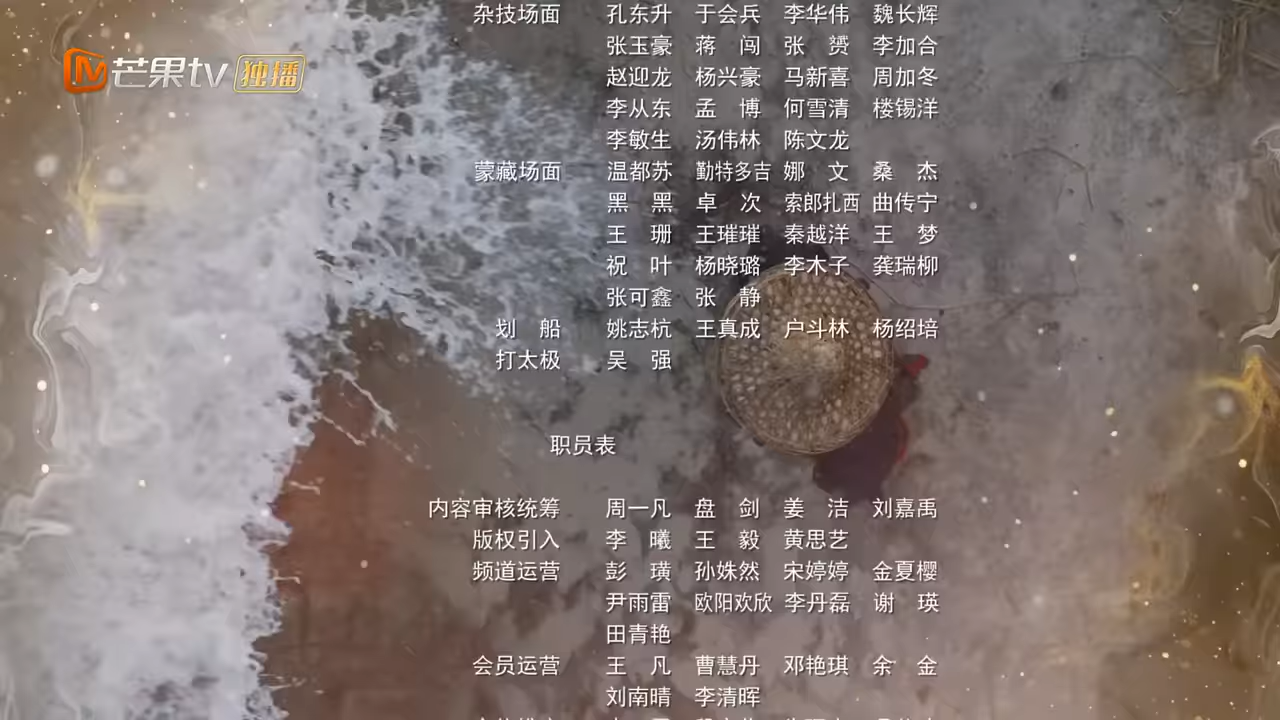 杂技场面 孔东升 于会兵 李华伟 魏长辉
芒果tv 独播
张玉豪 蒋 闯 张 赟 李加合
赵迎龙 杨兴豪 马新喜 周加冬
李从东 孟 博 何雪清 楼锡洋
李敏生 汤伟林 陈文龙
蒙藏场面 温都苏 勤特多吉 娜 文 桑 杰
黑 黑 卓 次 索郎扎西 曲传宁
王 珊 王璀璀 秦越洋 王 梦
祝 叶 杨晓璐 李木子 龚瑞柳
张可鑫 张 静
划 船 姚志杭 王真成 户斗林 杨绍培
打太极 吴 强
职员表
内容审核统筹 周一凡 盘 剑 姜 洁 刘嘉禹
版权引入 李 曦 王 毅 黄思艺
频道运营 彭 璜 孙姝然 宋婷婷 金夏樱
尹雨雷 欧阳欢欣 李丹磊 谢 瑛
田青艳
会员运营 王 凡 曹慧丹 邓艳琪 余 金
刘南晴 李清晖